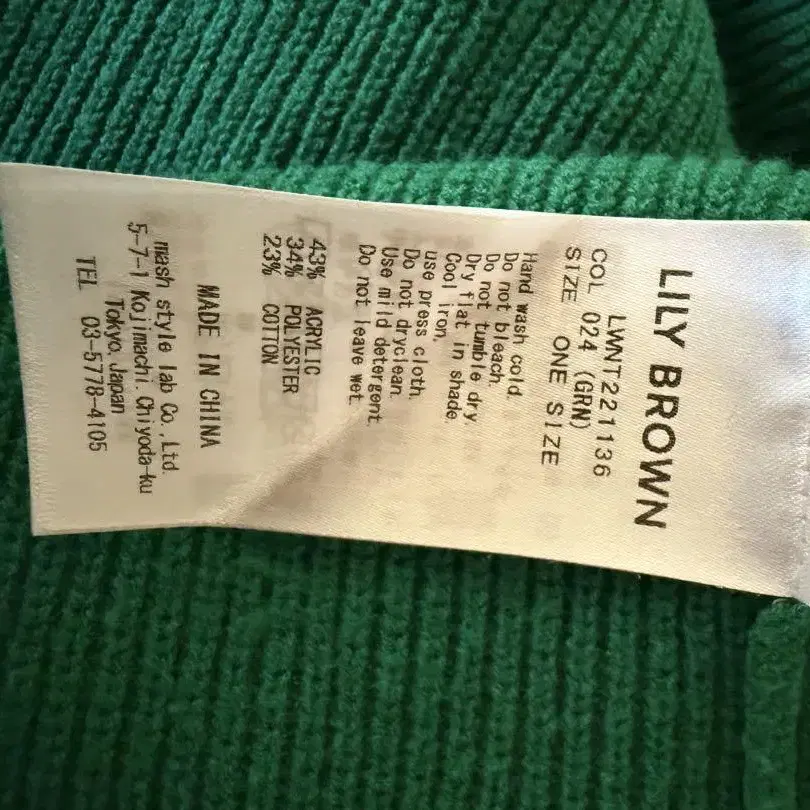 LILY BROWN
LWNT221136
COL 024 (GRN)
SIZE ONE SIZE
Hand wash cold.
Do not bleach.
Do not tumble dry.
Dry flat in shade.
Cool iron.
use press cloth.
Do not dryclean.
Use mild detergent.
Do not leave wet.
43% ACRYLIC
34% POLYESTER
23% COTTON
MADE IN CHINA
mash style lab Co., Ltd.
5-7-1 Kojimachi. Chiyoda-ku
Tokyo. Japan
TEL 03-5778-4105